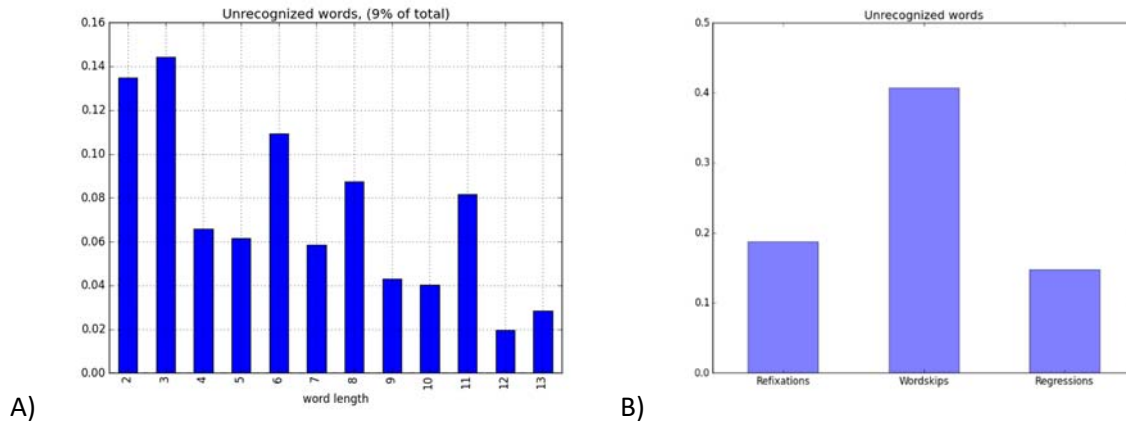 Unrecognized words, (9% of total)
0.16
0.14
0.12
0.10
0.08
0.06
0.04
0.02
0.00
2 3 4 5 6 7 8 9 10 11 12 13
word length
A)
Unrecognized words
0.5
0.4
0.3
0.2
0.1
0.0
Refixations Wordskips Regressions
B)